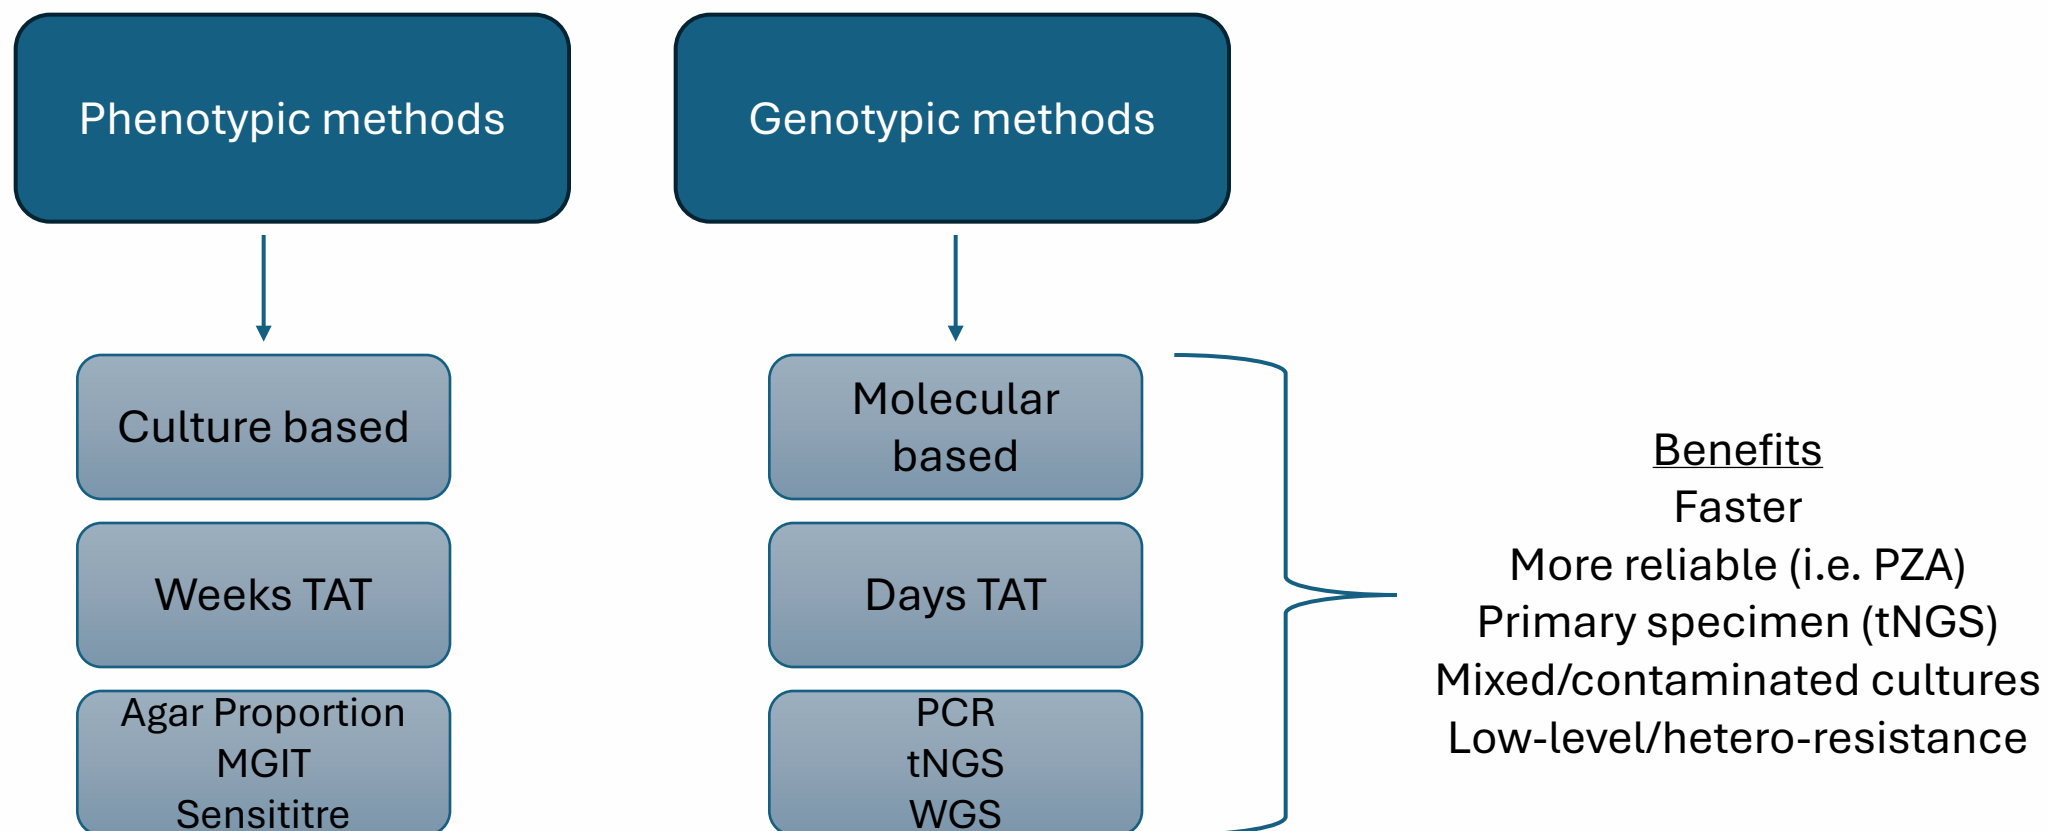 Phenotypic methods
Culture based
Weeks TAT
Agar Proportion
MGIT
Sensititre
Genotypic methods
Molecular
based
Days TAT
PCR
tNGS
WGS
Benefits
Faster
More reliable (i.e. PZA)
Primary specimen (tNGS)
Mixed/contaminated cultures
Low-level/hetero-resistance